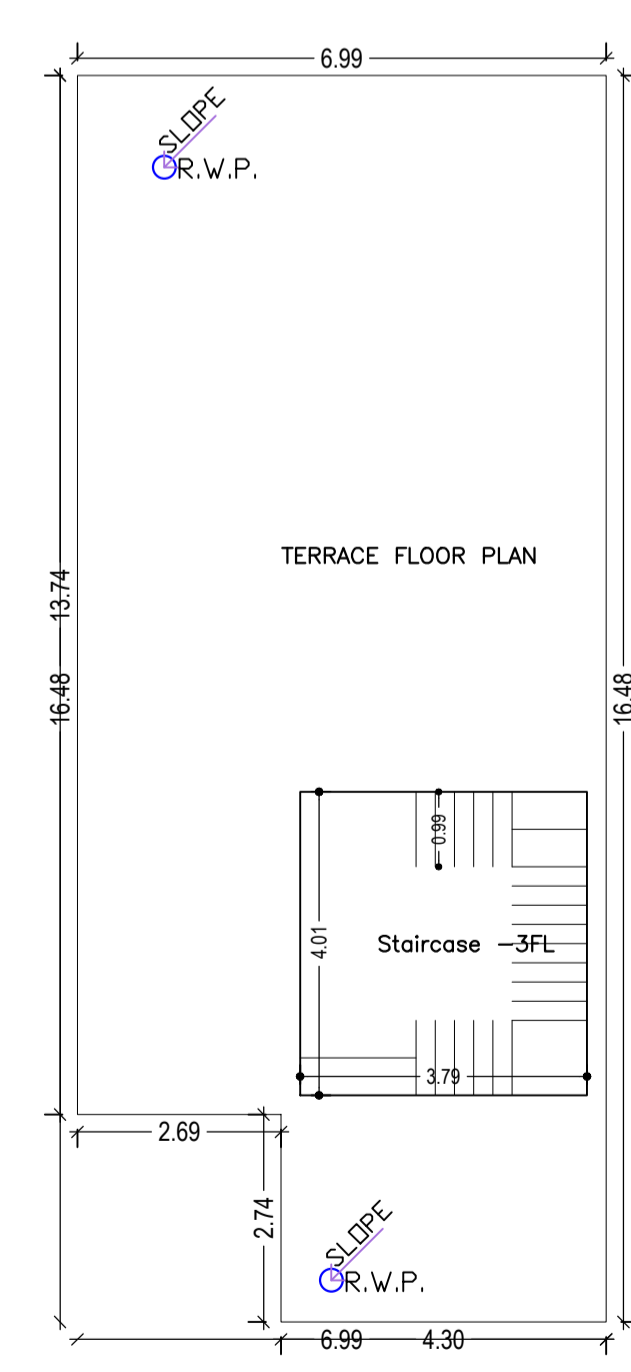 6.99
SLOPE
R.W.P.
TERRACE FLOOR PLAN
13.74
16.48
16.48
0.99
4.01
Staircase -3FL
3.79
2.69
2.74
SLOPE
R.W.P.
6.99
4.30